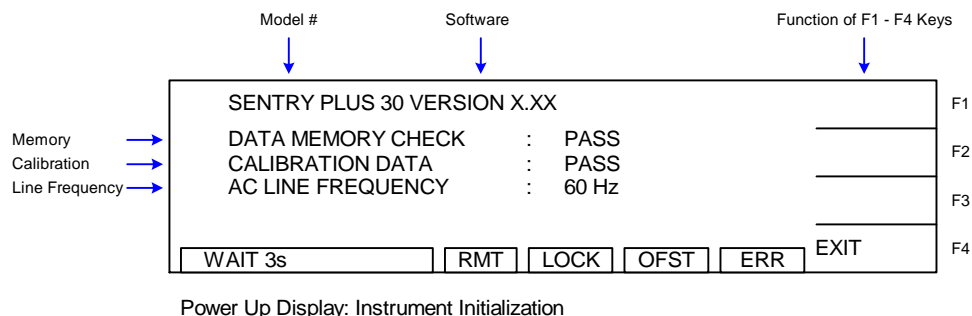 Model # Software Function of F1 - F4 Keys
SENTRY PLUS 30 VERSION X.XX F1
Memory DATA MEMORY CHECK : PASS F2
Calibration CALIBRATION DATA : PASS
Line Frequency AC LINE FREQUENCY : 60 Hz F3
WAIT 3s RMT LOCK OFST ERR EXIT F4
Power Up Display: Instrument Initialization